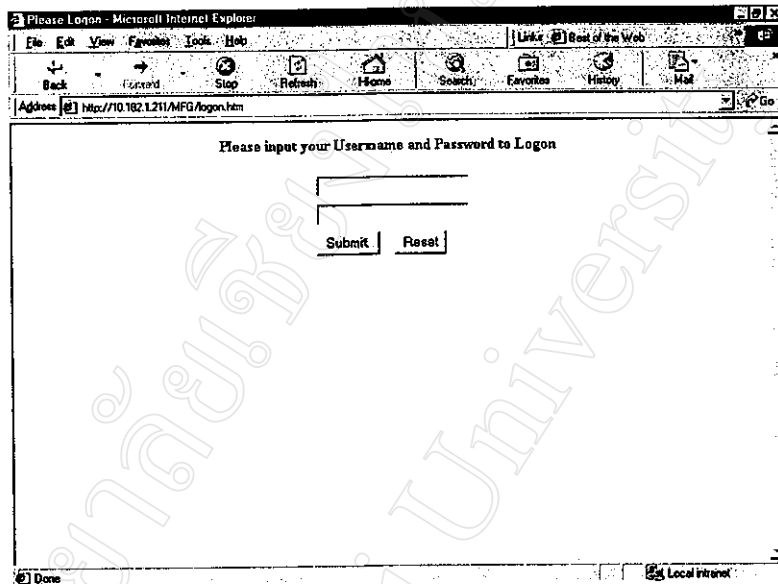 Please Logon - Microsoft Internet Explorer
File Edit View Favorites Tools Help Links Best of the Web
Back Forward Stop Refresh Home Search Favorites History Mail
Address http://10.182.1.211/MFG/logon.htm Go
Please input your Username and Password to Logon
Submit Reset
Done Local intranet
University